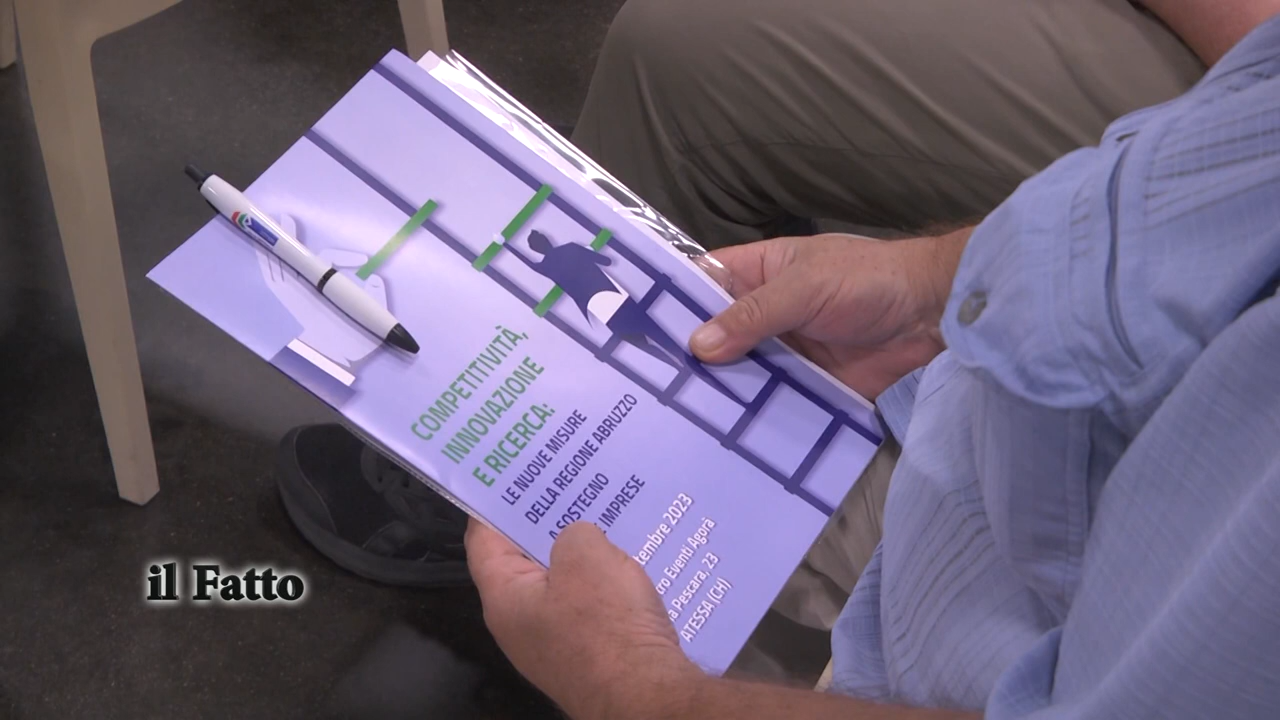 COMPETITIVITÀ,
INNOVAZIONE
E RICERCA:
LE NUOVE MISURE
DELLA REGIONE ABRUZZO
A SOSTEGNO
IMPRESE
2023
Eventi Agorà
Pescara, 23
ATESSA (CH)
il Fatto